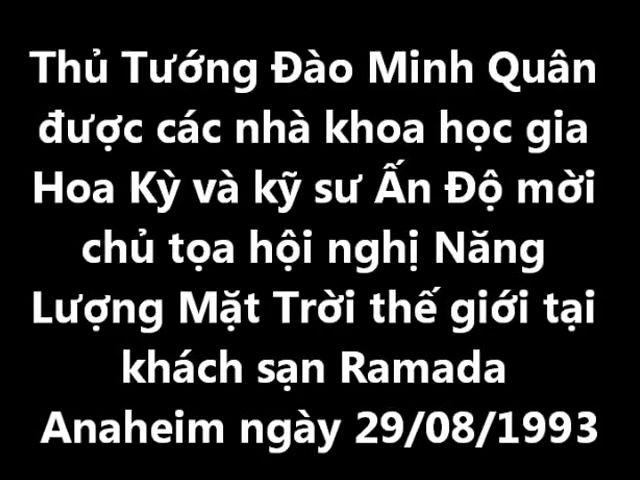 Thủ Tướng Đào Minh Quân
được các nhà khoa học gia
Hoa Kỳ và kỹ sư Ấn Độ mời
chủ tọa hội nghị Năng
Lượng Mặt Trời thế giới tại
khách sạn Ramada
Anaheim ngày 29/08/1993